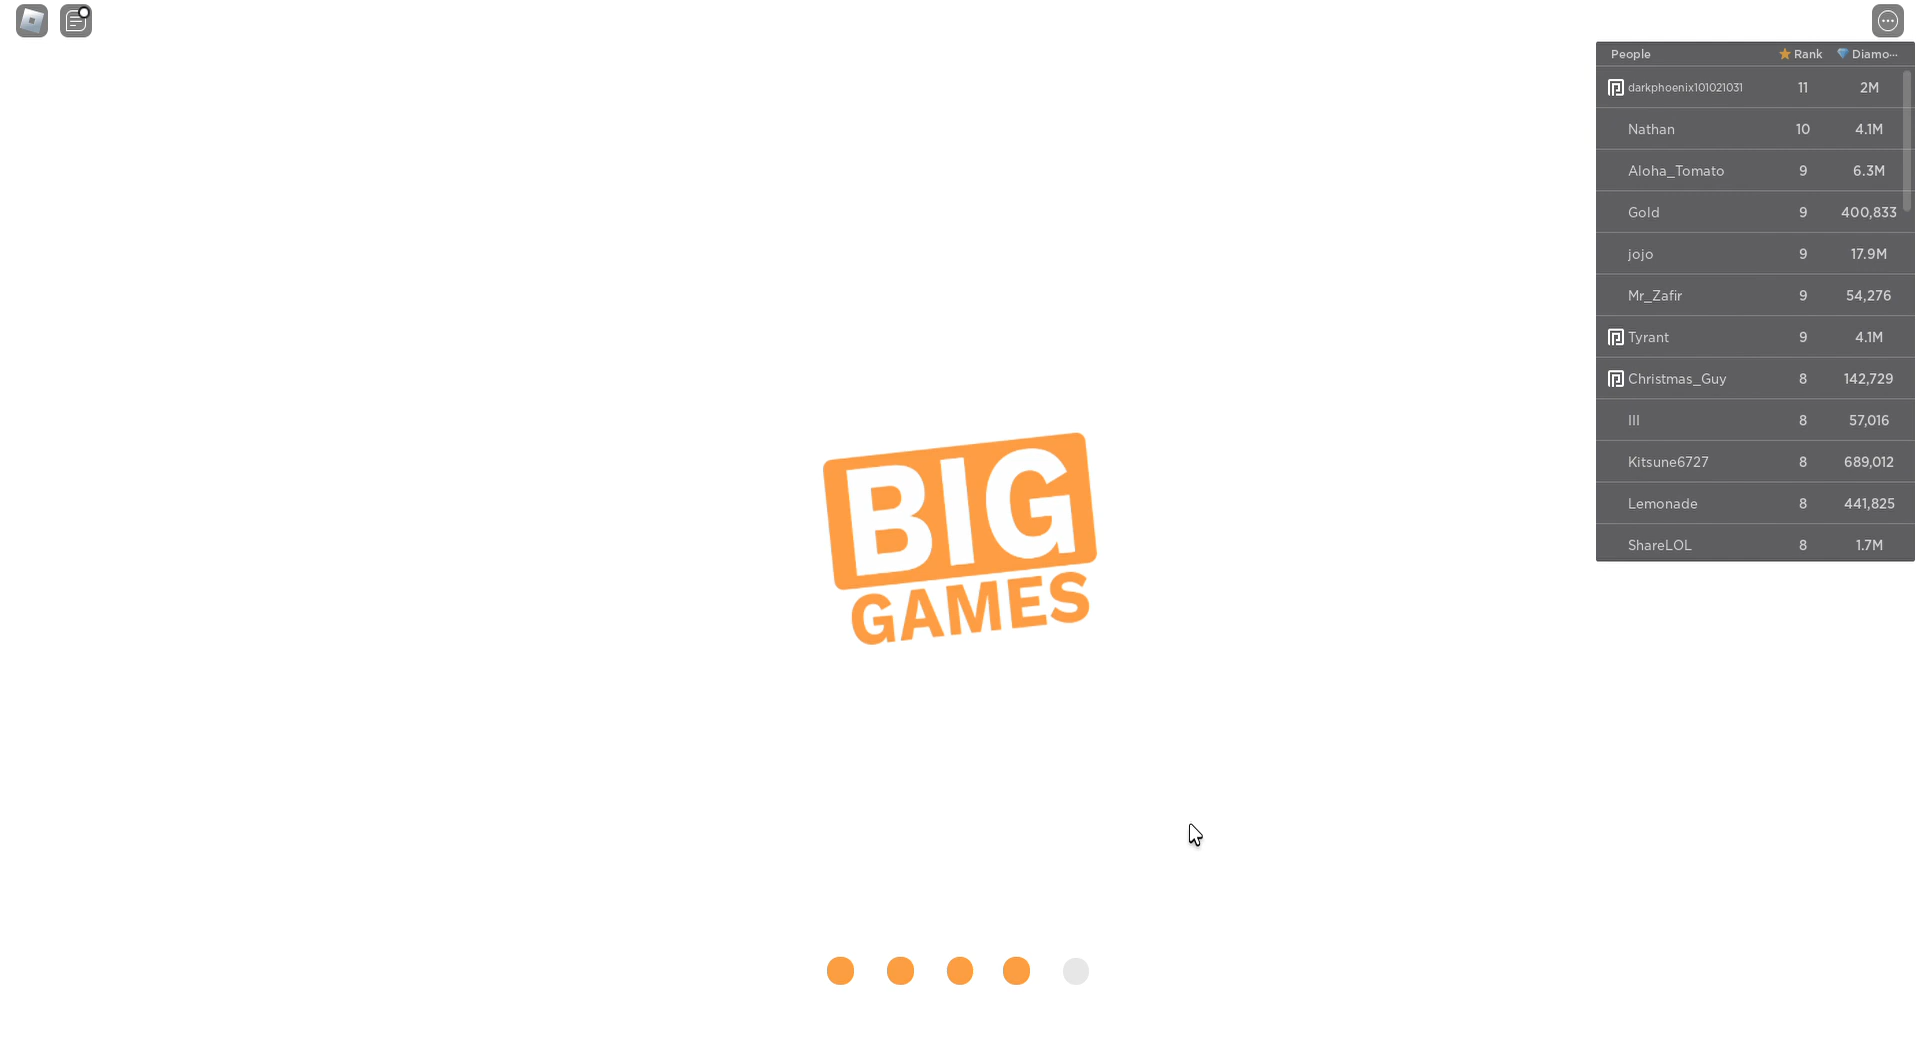 People ⭐ Rank 💎 Diamo...
darkphoenix101021031 11 2M
Nathan 10 4.1M
Aloha_Tomato 9 6.3M
Gold 9 400,833
jojo 9 17.9M
Mr_Zafir 9 54,276
Tyrant 9 4.1M
Christmas_Guy 8 142,729
III 8 57,016
Kitsune6727 8 689,012
Lemonade 8 441,825
ShareLOL 8 1.7M
BIG
GAMES